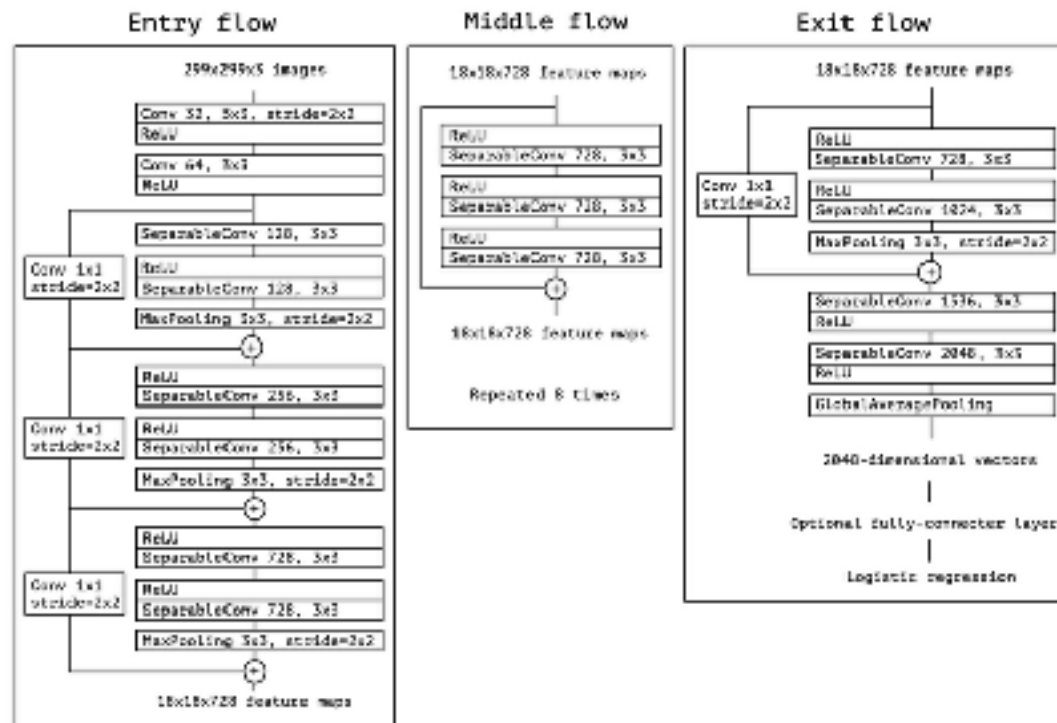 Entry flow
299x299x3 images
Conv 32, 3x3, stride=2x2
ReLU
Conv 64, 3x3
ReLU
SeparableConv 128, 3x3
Conv 1x1
stride=2x2
ReLU
SeparableConv 128, 3x3
MaxPooling 3x3, stride=2x2
+
ReLU
SeparableConv 256, 3x3
Conv 1x1
stride=2x2
ReLU
SeparableConv 256, 3x3
MaxPooling 3x3, stride=2x2
+
ReLU
SeparableConv 728, 3x3
Conv 1x1
stride=2x2
ReLU
SeparableConv 728, 3x3
MaxPooling 3x3, stride=2x2
+
18x18x728 feature maps
Middle flow
18x18x728 feature maps
ReLU
SeparableConv 728, 3x3
ReLU
SeparableConv 728, 3x3
ReLU
SeparableConv 728, 3x3
+
18x18x728 feature maps
Repeated 8 times
Exit flow
18x18x728 feature maps
ReLU
SeparableConv 728, 3x3
Conv 1x1
stride=2x2
ReLU
SeparableConv 1024, 3x3
MaxPooling 3x3, stride=2x2
+
SeparableConv 1536, 3x3
ReLU
SeparableConv 2048, 3x3
ReLU
GlobalAveragePooling
2048-dimensional vectors
Optional fully-connecter layer
Logistic regression